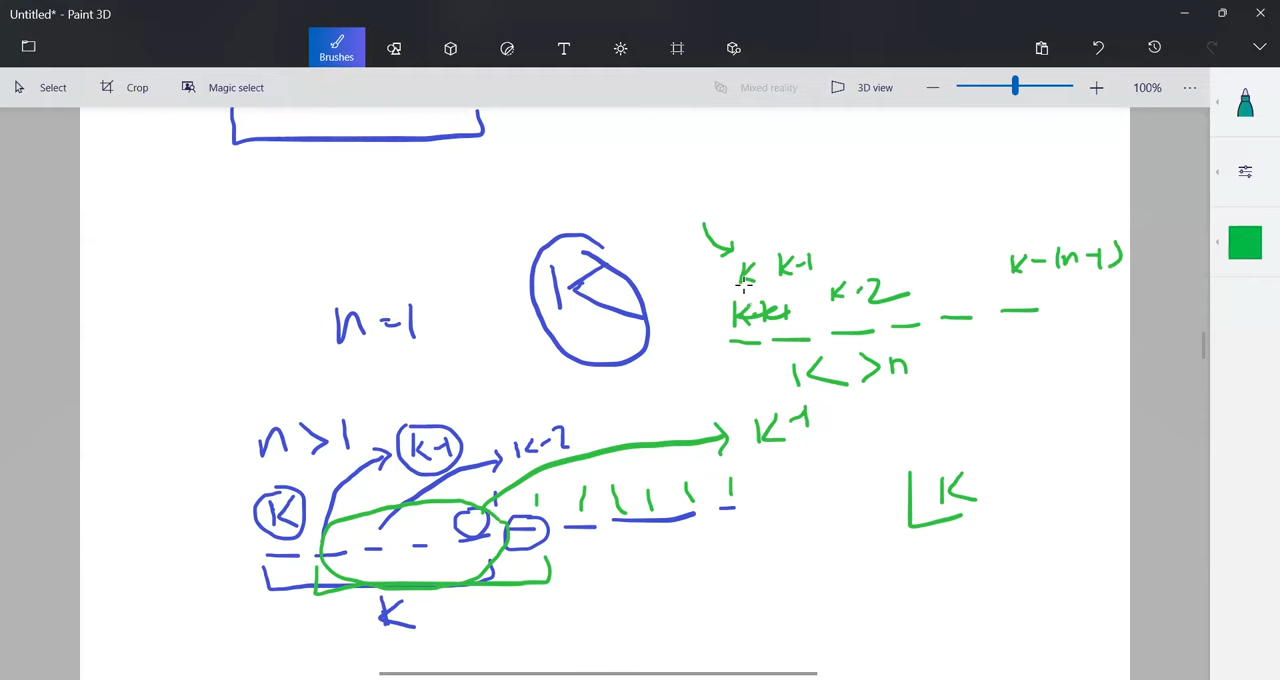 Untitled* - Paint 3D
Brushes
Select
Crop
Magic select
Mixed reality
3D view
100%
n=1
K
K K-1
K-2
K-(n-1)
K<>n
n>1
K-1
K-2
K-1
K
K
K